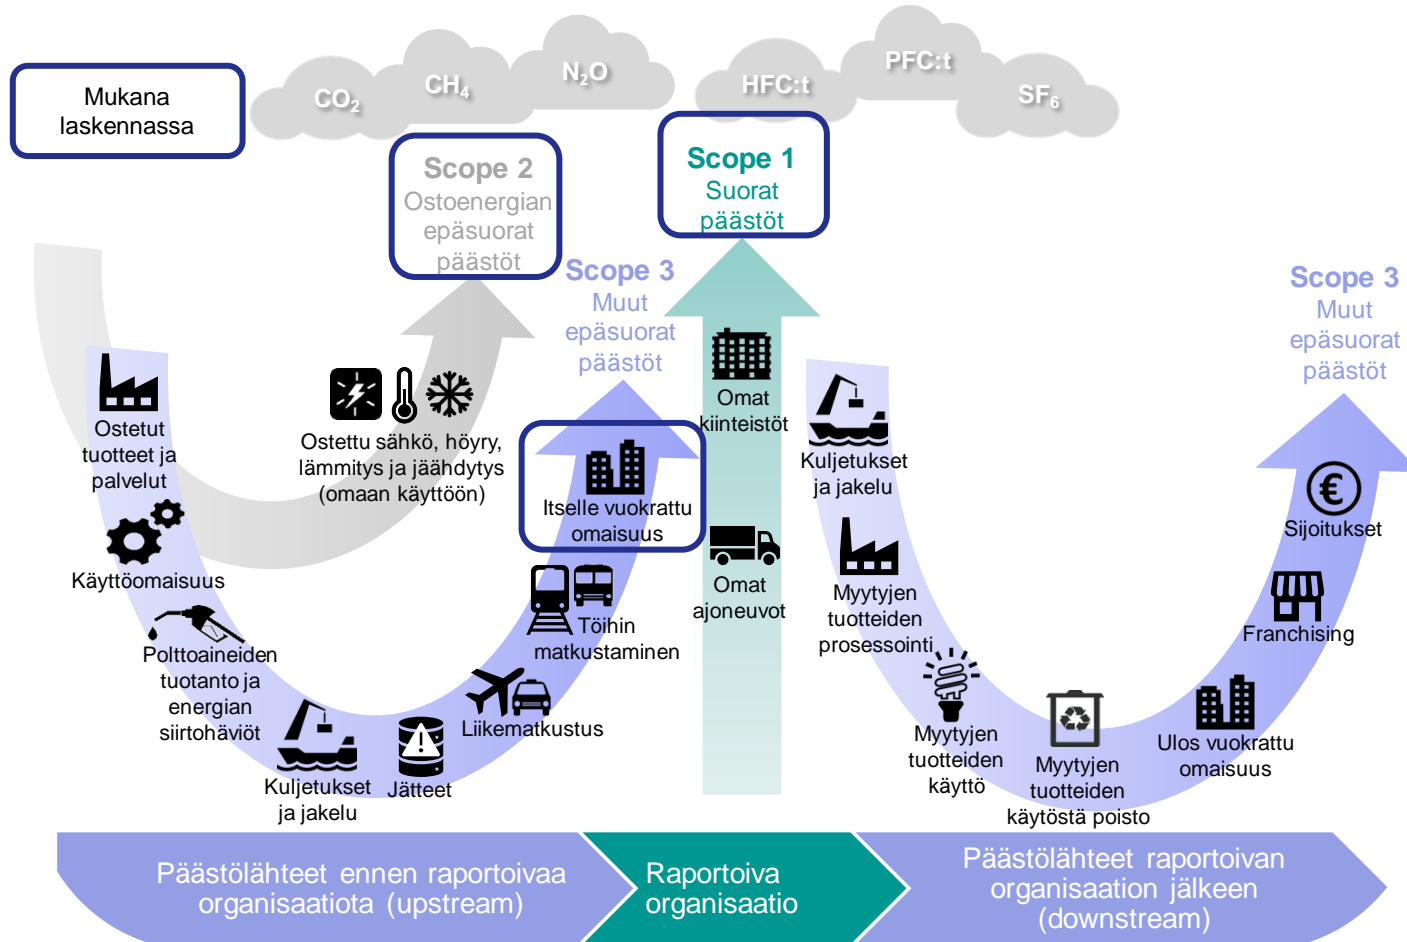 Mukana
laskennassa
CO₂
CH₄
N₂O
HFC:t
PFC:t
SF₆
Scope 2
Ostoenergian
epäsuorat
päästöt
Scope 1
Suorat
päästöt
Scope 3
Muut
epäsuorat
päästöt
Scope 3
Muut
epäsuorat
päästöt
Ostetut
tuotteet ja
palvelut
Käyttöomaisuus
Polttoaineiden
tuotanto ja
energian
siirtohäviöt
Kuljetukset
ja jakelu
Jätteet
Liikematkustus
Töihin
matkustaminen
Itselle vuokrattu
omaisuus
Ostettu sähkö, höyry,
lämmitys ja jäähdytys
(omaan käyttöön)
Omat
kiinteistöt
Omat
ajoneuvot
Kuljetukset
ja jakelu
Myytyjen
tuotteiden
prosessointi
Myytyjen
tuotteiden
käyttö
Myytyjen
tuotteiden
käytöstä poisto
Ulos vuokrattu
omaisuus
Franchising
Sijoitukset
Päästölähteet ennen raportoivaa
organisaatiota (upstream)
Raportoiva
organisaatio
Päästölähteet raportoivan
organisaation jälkeen
(downstream)